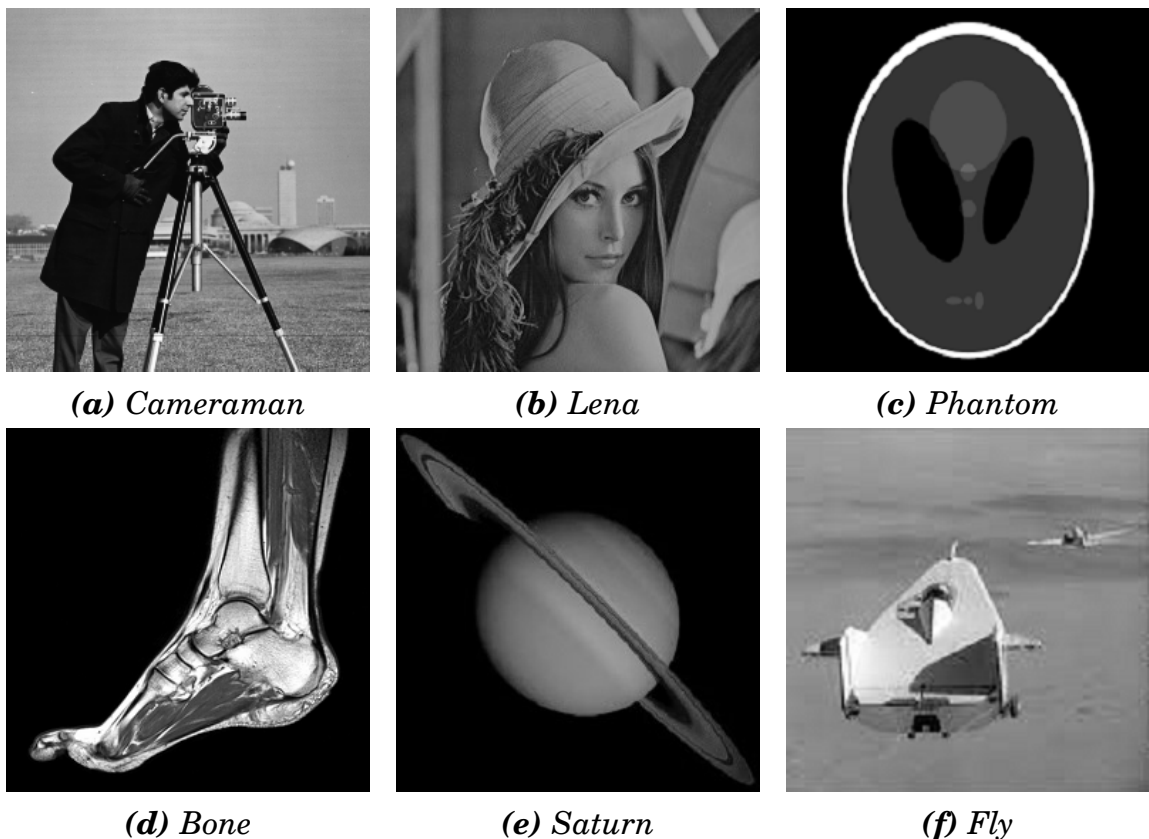 (a) Cameraman
(b) Lena
(c) Phantom
(d) Bone
(e) Saturn
(f) Fly